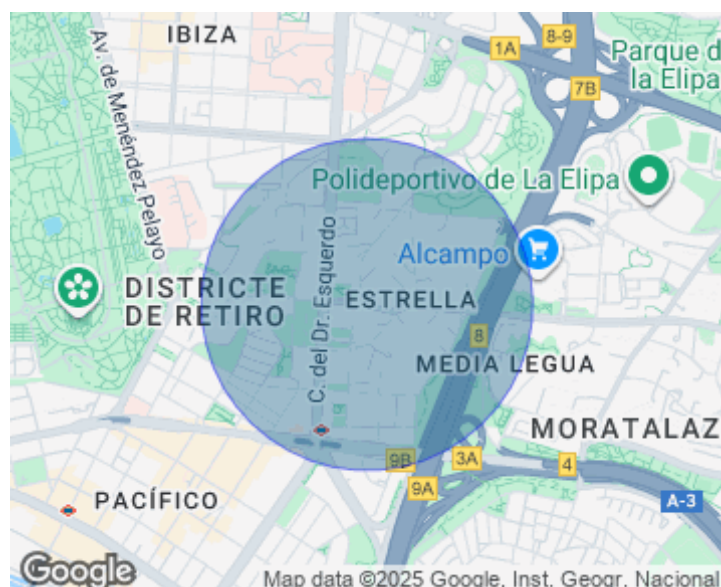 IBIZA
8-9
1A
Parque d
la Elipa
7B
Av. de Menéndez Pelayo
Polideportivo de La Elipa
C. del Dr. Esquerdo
Alcampo
DISTRICTE
DE RETIRO
ESTRELLA
8
MEDIA LEGUA
MORATALAZ
9B
3A
4
9A
A-3
PACÍFICO
Google
Map data ©2025 Google, Inst. Geogr. Nacional